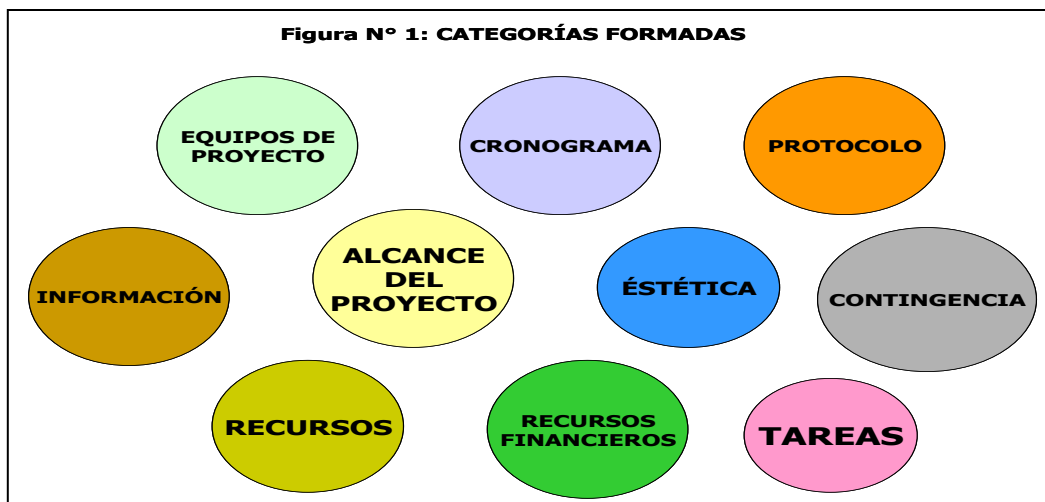 Figura N° 1: CATEGORÍAS FORMADAS
EQUIPOS DE
PROYECTO
CRONOGRAMA
PROTOCOLO
INFORMACIÓN
ALCANCE
DEL
PROYECTO
ÉSTÉTICA
CONTINGENCIA
RECURSOS
RECURSOS
FINANCIEROS
TAREAS